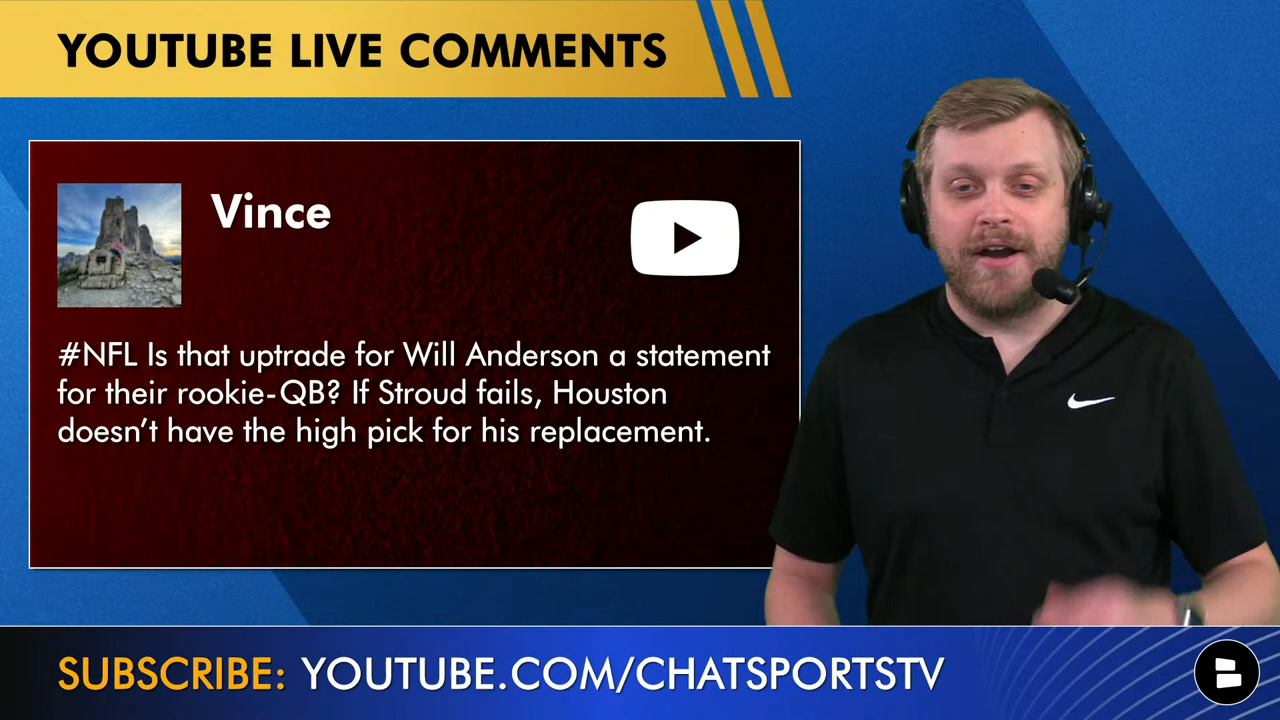 YOUTUBE LIVE COMMENTS
Vince
#NFL Is that uptrade for Will Anderson a statement
for their rookie-QB? If Stroud fails, Houston
doesn’t have the high pick for his replacement.
SUBSCRIBE: YOUTUBE.COM/CHATSPORTSTV